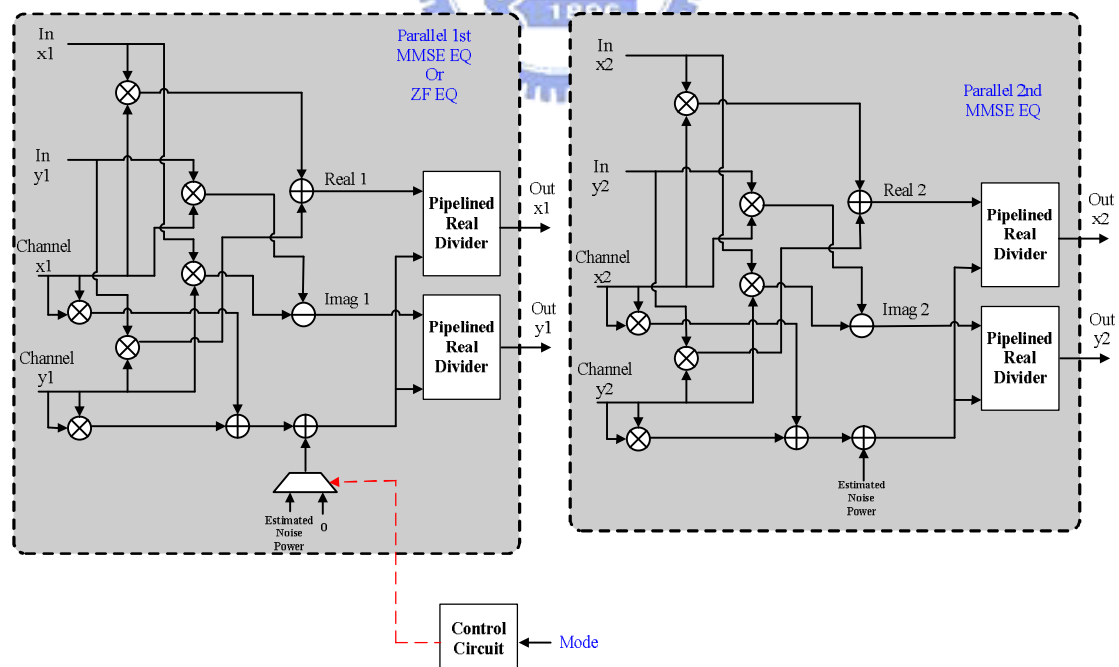 1896
Parallel 1st
MMSE EQ
Or
ZF EQ
In
x1
In
y1
Channel
x1
Channel
y1
Real 1
Imag 1
Pipelined
Real
Divider
Pipelined
Real
Divider
Out
x1
Out
y1
Estimated
Noise
Power
0
Parallel 2nd
MMSE EQ
In
x2
In
y2
Channel
x2
Channel
y2
Real 2
Imag 2
Pipelined
Real
Divider
Pipelined
Real
Divider
Out
x2
Out
y2
Estimated
Noise
Power
Control
Circuit
Mode